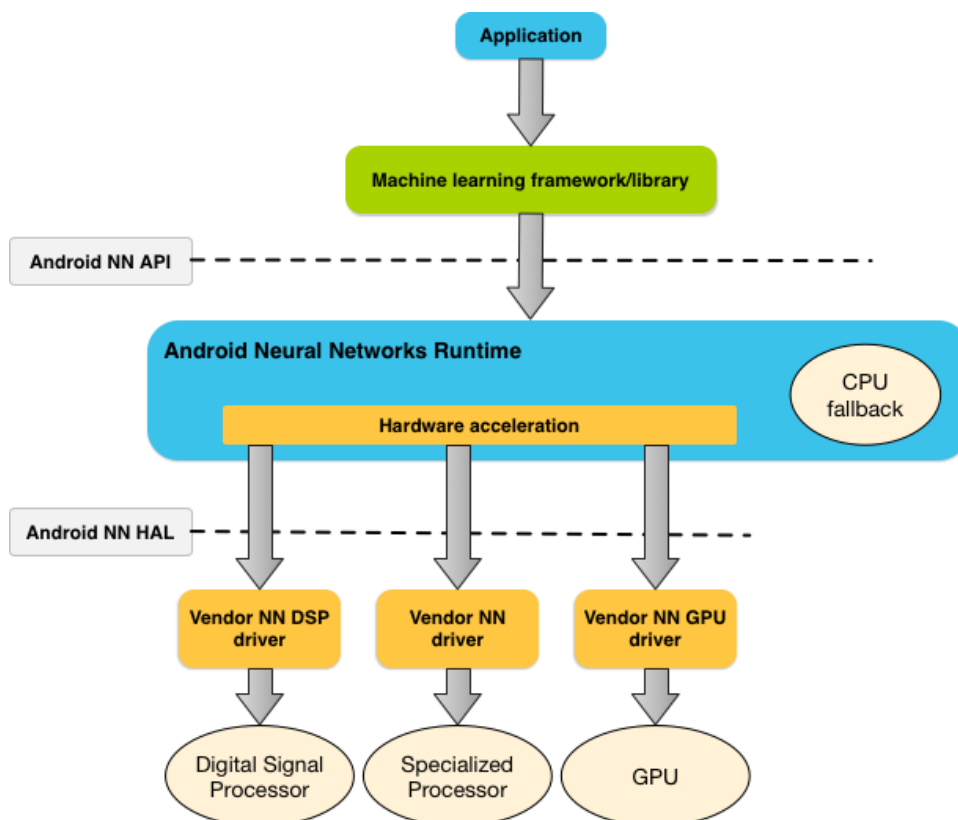 Application
Machine learning framework/library
Android NN API
Android Neural Networks Runtime
CPU
fallback
Hardware acceleration
Android NN HAL
Vendor NN DSP
driver
Vendor NN
driver
Vendor NN GPU
driver
Digital Signal
Processor
Specialized
Processor
GPU